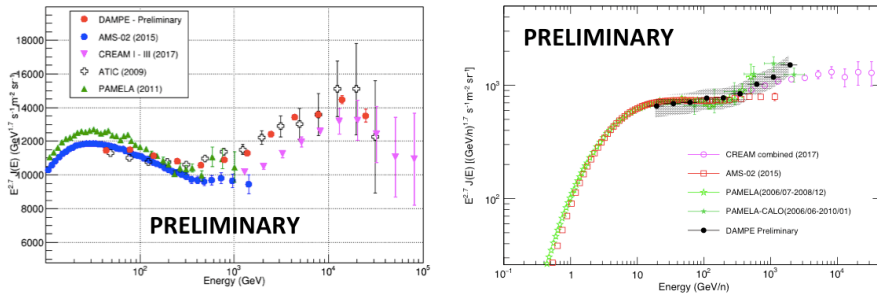 18000
16000
14000
12000
10000
8000
6000
E^2.7 J(E) (GeV^1.7 s^-1 m^-2 sr^-1)
DAMPE - Preliminary
AMS-02 (2015)
CREAM I - III (2017)
ATIC (2009)
PAMELA (2011)
PRELIMINARY
10^2 10^3 10^4 10^5
Energy (GeV)
PRELIMINARY
10^3
10^2
E^2.7 J(E) [(GeV/n)^1.7 s^-1 m^-2 sr^-1]
CREAM combined (2017)
AMS-02 (2015)
PAMELA(2006/07-2008/12)
PAMELA-CALO(2006/06-2010/01)
DAMPE Preliminary
10^-1 1 10 10^2 10^3 10^4
Energy (GeV/n)